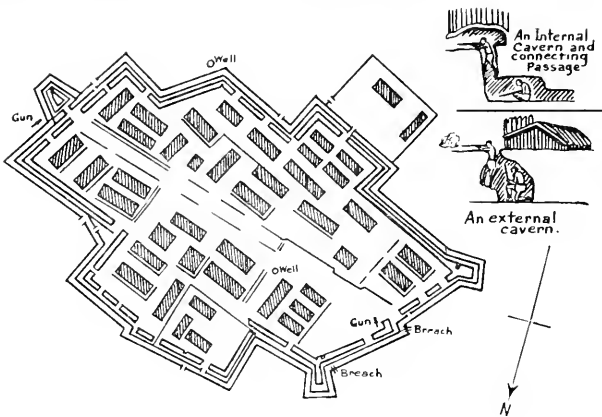 An Internal
Cavern and
connecting
Passage
Well
Gun
An external
cavern.
Well
Gun
Breach
Breach
N